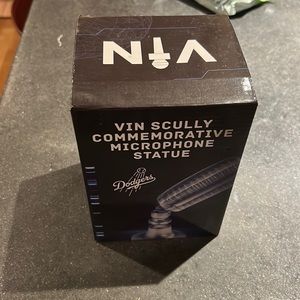 VIN
VIN SCULLY
COMMEMORATIVE
MICROPHONE
STATUE
Dodgers